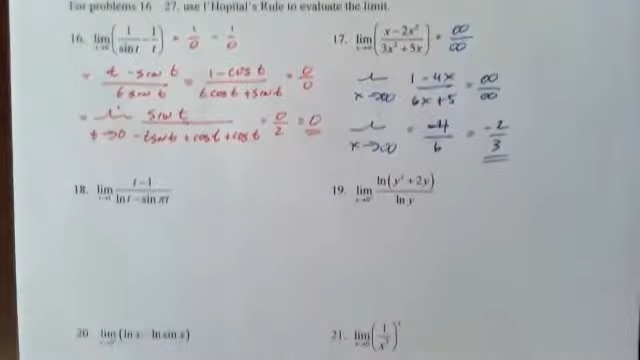 For problems 16 27, use l'Hopital's Rule to evaluate the limit.
16. lim (1/sin t - 1/t) = 1/0 - 1/0
= t - sin t / t sin t = 1 - cos t / t cos t + sin t = 0/0
= lim t→0 sin t / -t sin t + cos t + cos t = 0/2 = 0
17. lim (x - 2x² / 3x² + 5x) = ∞/∞
lim x→∞ 1 - 4x / 6x + 5 = ∞/∞
lim x→∞ = -4/6 = -2/3
18. lim t - 1 / ln t - sin πt
19. lim ln(y² + 2y) / ln y
20. lim (ln x ln sin x)
21. lim (1/x²)